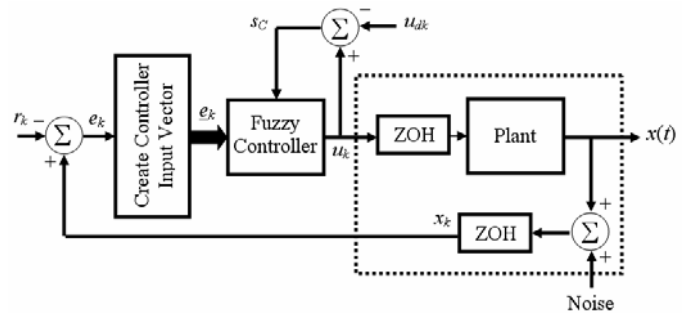 s_C
−
u_dk
Σ
+
r_k
−
e_k
Σ
+
Create Controller
Input Vector
e_k
Fuzzy
Controller
u_k
ZOH
Plant
x(t)
x_k
ZOH
+
Σ
+
Noise